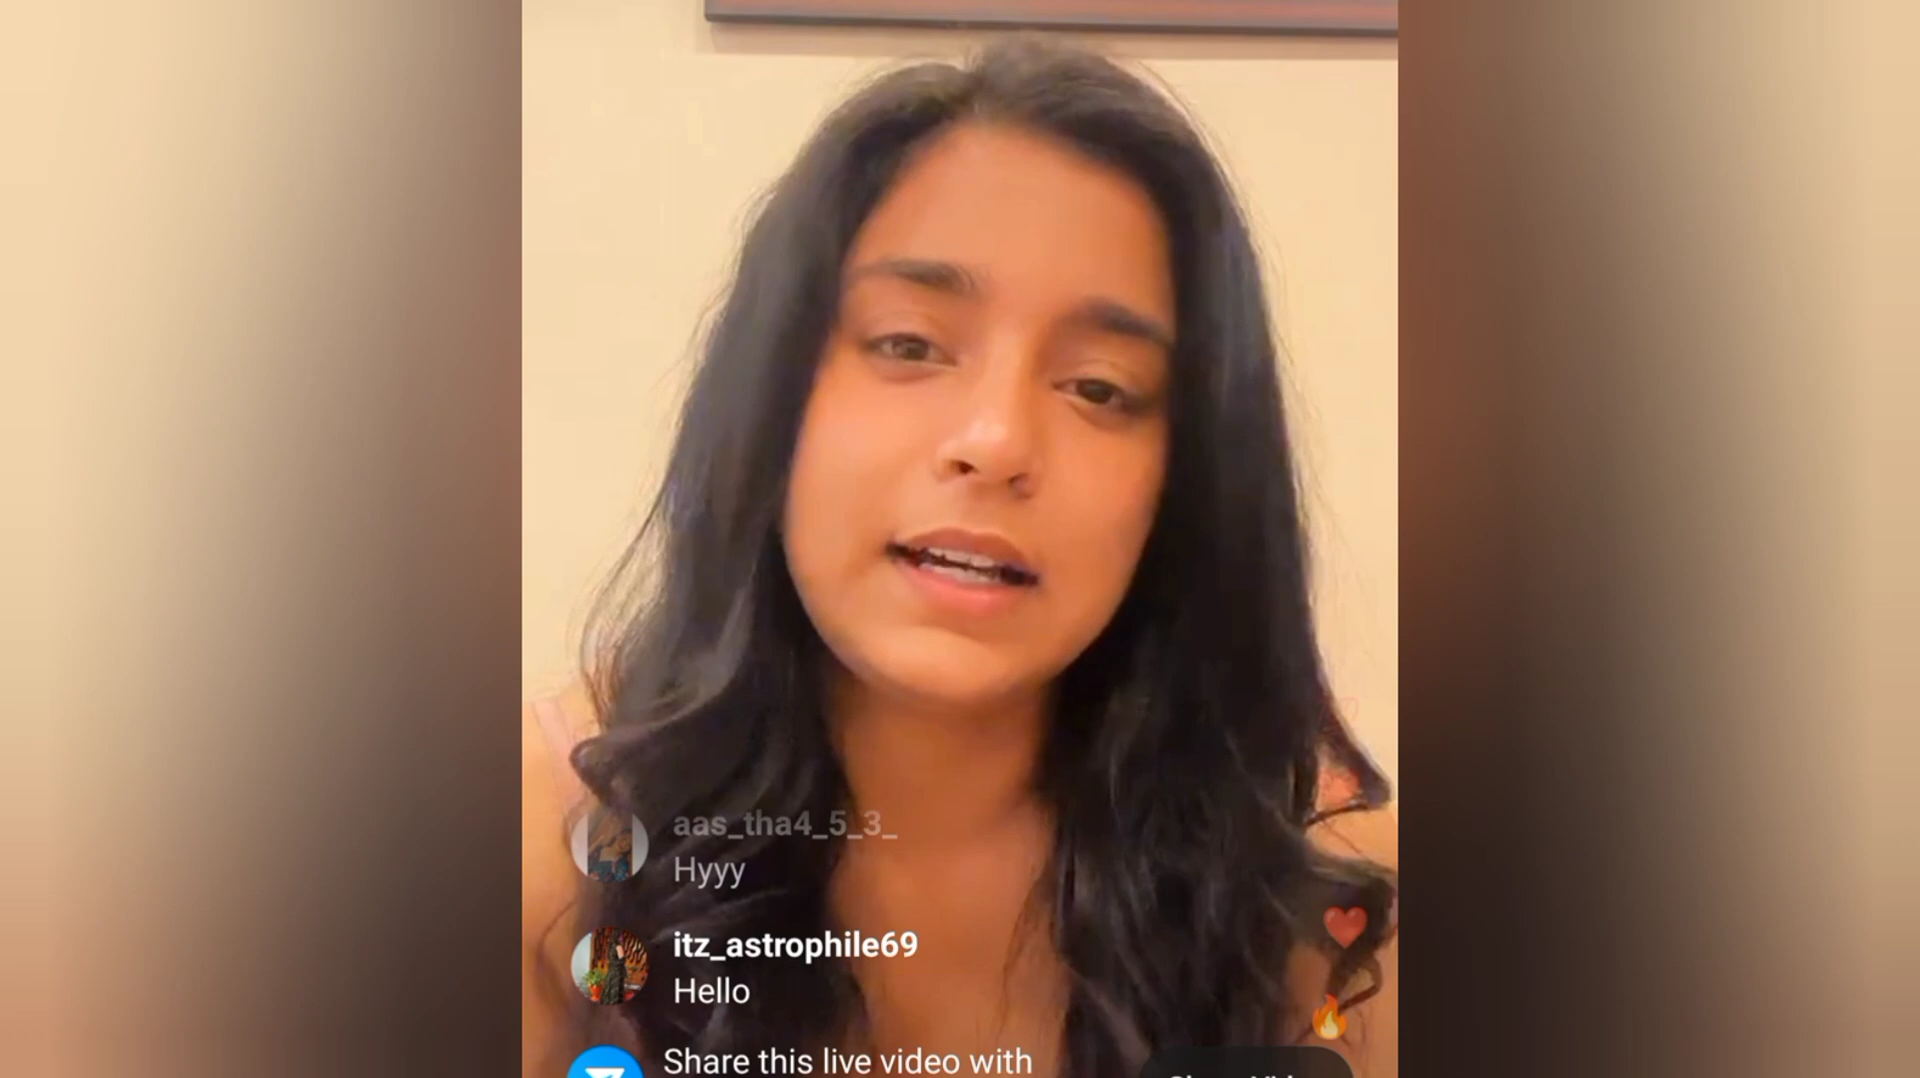 aas_tha4_5_3_
Hyyy
itz_astrophile69
Hello
Share this live video with